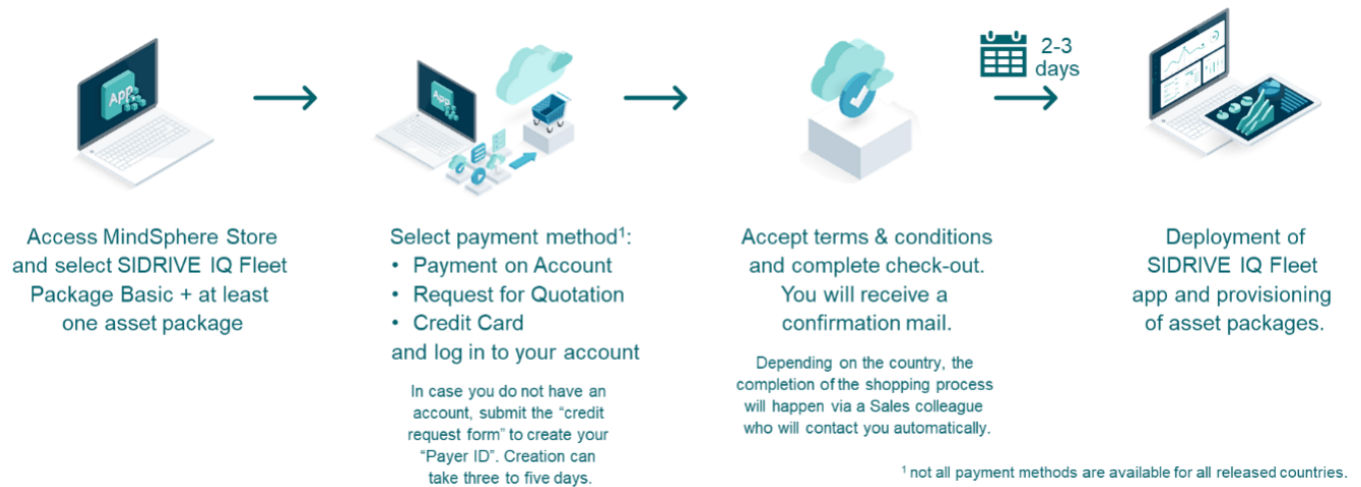 App
Access MindSphere Store
and select SIDRIVE IQ Fleet
Package Basic + at least
one asset package
App
Select payment method¹:
• Payment on Account
• Request for Quotation
• Credit Card
and log in to your account
In case you do not have an
account, submit the “credit
request form” to create your
“Payer ID”. Creation can
take three to five days.
Accept terms & conditions
and complete check-out.
You will receive a
confirmation mail.
Depending on the country, the
completion of the shopping process
will happen via a Sales colleague
who will contact you automatically.
2-3
days
Deployment of
SIDRIVE IQ Fleet
app and provisioning
of asset packages.
¹ not all payment methods are available for all released countries.